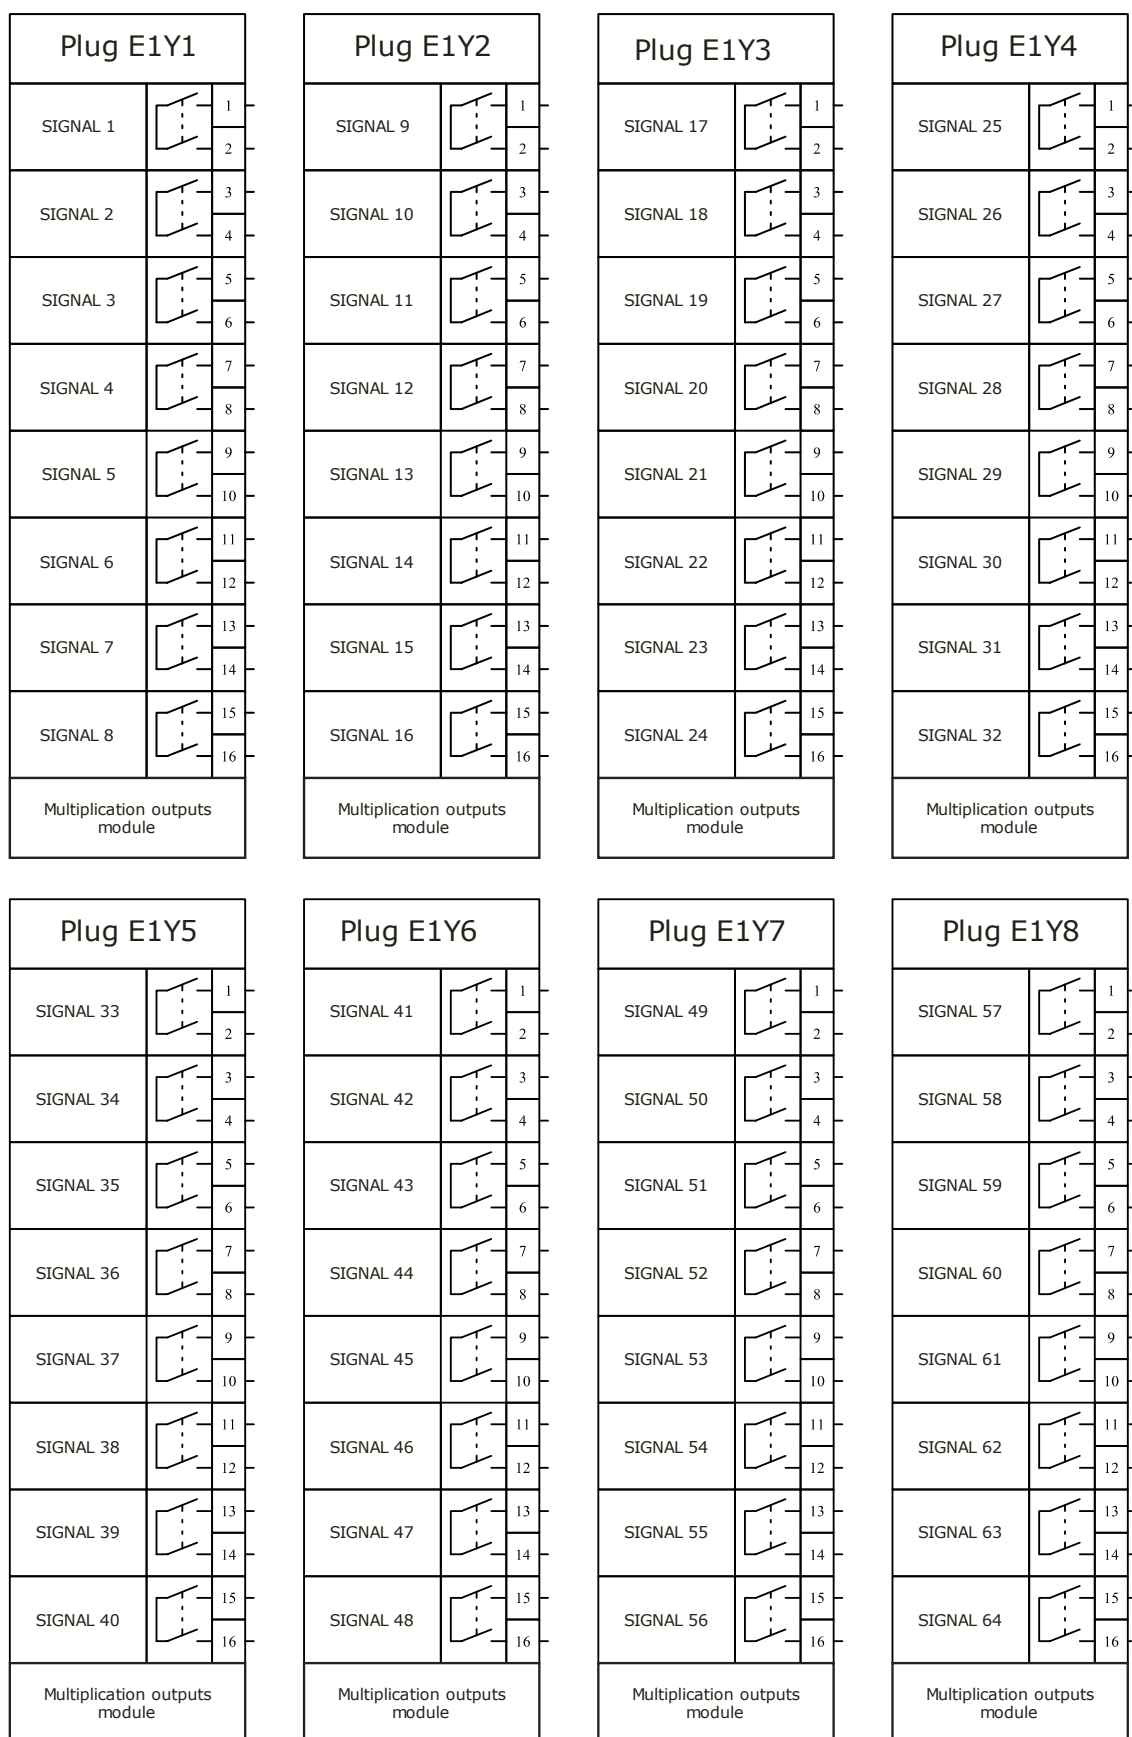 Plug E1Y1
SIGNAL 1
1
2
SIGNAL 2
3
4
SIGNAL 3
5
6
SIGNAL 4
7
8
SIGNAL 5
9
10
SIGNAL 6
11
12
SIGNAL 7
13
14
SIGNAL 8
15
16
Multiplication outputs
module
Plug E1Y2
SIGNAL 9
1
2
SIGNAL 10
3
4
SIGNAL 11
5
6
SIGNAL 12
7
8
SIGNAL 13
9
10
SIGNAL 14
11
12
SIGNAL 15
13
14
SIGNAL 16
15
16
Multiplication outputs
module
Plug E1Y3
SIGNAL 17
1
2
SIGNAL 18
3
4
SIGNAL 19
5
6
SIGNAL 20
7
8
SIGNAL 21
9
10
SIGNAL 22
11
12
SIGNAL 23
13
14
SIGNAL 24
15
16
Multiplication outputs
module
Plug E1Y4
SIGNAL 25
1
2
SIGNAL 26
3
4
SIGNAL 27
5
6
SIGNAL 28
7
8
SIGNAL 29
9
10
SIGNAL 30
11
12
SIGNAL 31
13
14
SIGNAL 32
15
16
Multiplication outputs
module
Plug E1Y5
SIGNAL 33
1
2
SIGNAL 34
3
4
SIGNAL 35
5
6
SIGNAL 36
7
8
SIGNAL 37
9
10
SIGNAL 38
11
12
SIGNAL 39
13
14
SIGNAL 40
15
16
Multiplication outputs
module
Plug E1Y6
SIGNAL 41
1
2
SIGNAL 42
3
4
SIGNAL 43
5
6
SIGNAL 44
7
8
SIGNAL 45
9
10
SIGNAL 46
11
12
SIGNAL 47
13
14
SIGNAL 48
15
16
Multiplication outputs
module
Plug E1Y7
SIGNAL 49
1
2
SIGNAL 50
3
4
SIGNAL 51
5
6
SIGNAL 52
7
8
SIGNAL 53
9
10
SIGNAL 54
11
12
SIGNAL 55
13
14
SIGNAL 56
15
16
Multiplication outputs
module
Plug E1Y8
SIGNAL 57
1
2
SIGNAL 58
3
4
SIGNAL 59
5
6
SIGNAL 60
7
8
SIGNAL 61
9
10
SIGNAL 62
11
12
SIGNAL 63
13
14
SIGNAL 64
15
16
Multiplication outputs
module